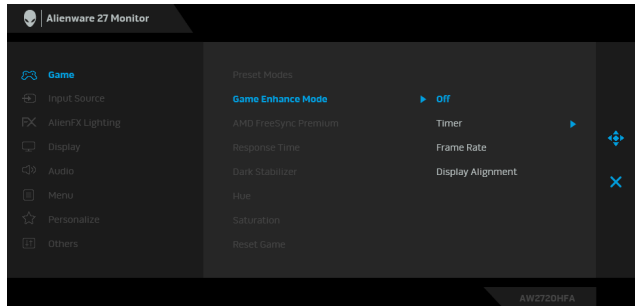 Alienware 27 Monitor
Game
Input Source
AlienFX Lighting
Display
Audio
Menu
Personalize
Others
Preset Modes
Game Enhance Mode
AMD FreeSync Premium
Response Time
Dark Stabilizer
Hue
Saturation
Reset Game
Off
Timer
Frame Rate
Display Alignment
AW2720HFA